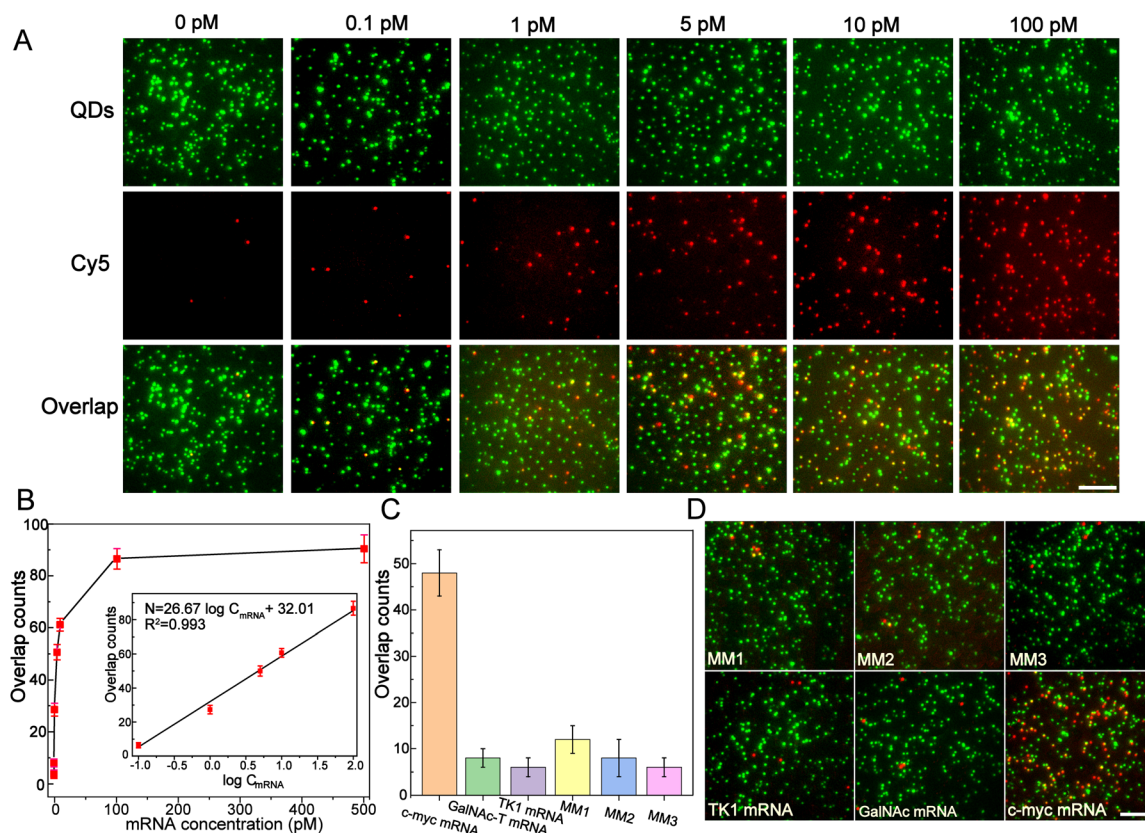 A
0 pM
0.1 pM
1 pM
5 pM
10 pM
100 pM
QDs
Cy5
Overlap
B
100
80
60
40
20
0
Overlap counts
0
100
200
300
400
500
mRNA concentration (pM)
N=26.67 log CmRNA+ 32.01
R²=0.993
80
60
40
20
0
Overlap counts
-1.0
-0.5
0.0
0.5
1.0
1.5
2.0
log CmRNA
C
50
40
30
20
10
0
Overlap counts
c-myc mRNA
GalNAc-T mRNA
TK1 mRNA
MM1
MM2
MM3
D
MM1
MM2
MM3
TK1 mRNA
GalNAc mRNA
c-myc mRNA